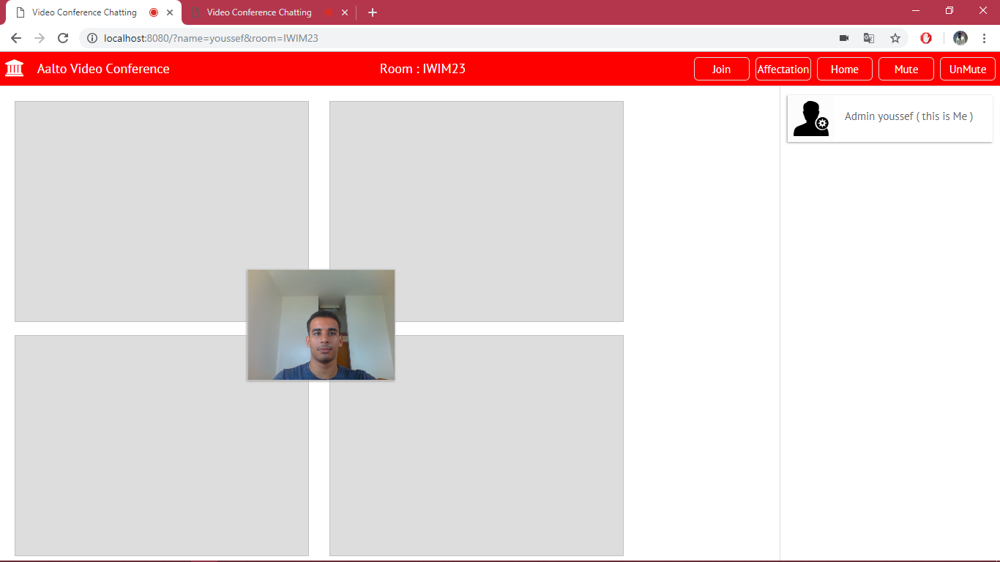 Video Conference Chatting
Video Conference Chatting
localhost:8080/?name=youssef&room=IWIM23
Aalto Video Conference
Room : IWIM23
Join
Affectation
Home
Mute
UnMute
Admin youssef ( this is Me )